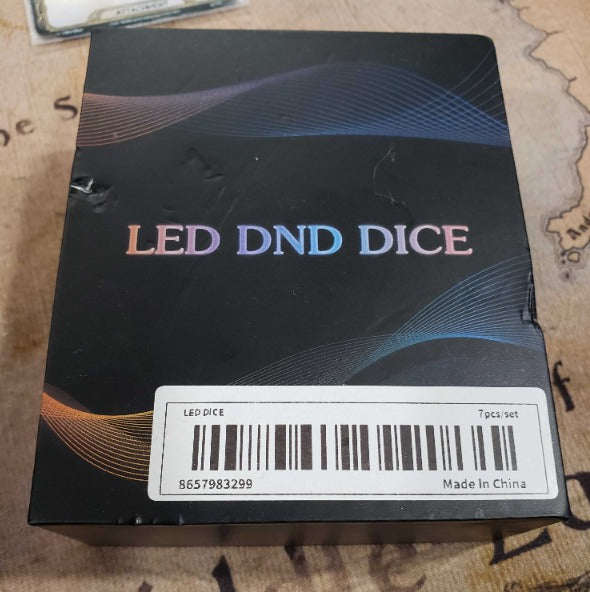 LED DND DICE
LED DICE
7pcs/set
8657983299
Made In China